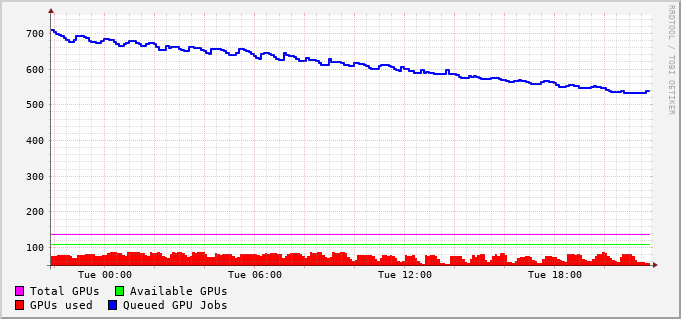 RRDTOOL / TOBI OETIKER
700
600
500
400
300
200
100
Tue 00:00 Tue 06:00 Tue 12:00 Tue 18:00
Total GPUs Available GPUs
GPUs used Queued GPU Jobs